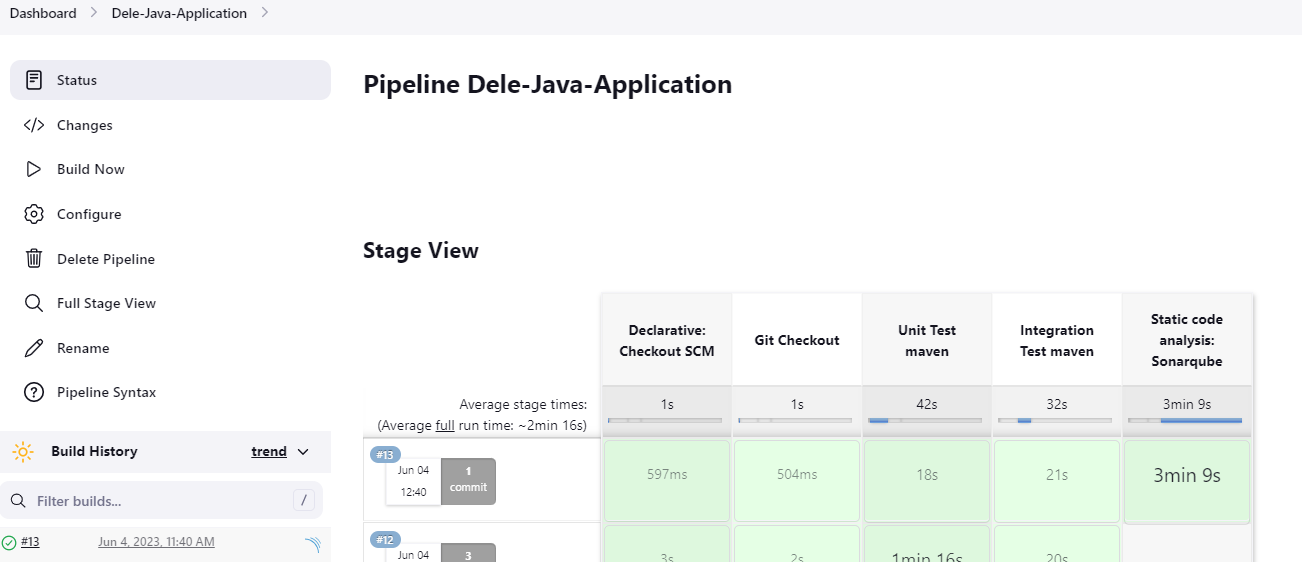 Dashboard > Dele-Java-Application >
Status
Changes
Build Now
Configure
Delete Pipeline
Full Stage View
Rename
Pipeline Syntax
Build History trend
Filter builds... /
#13 Jun 4, 2023, 11:40 AM
Pipeline Dele-Java-Application
Stage View
Declarative:
Checkout SCM
Git Checkout
Unit Test
maven
Integration
Test maven
Static code
analysis:
Sonarqube
Average stage times:
(Average full run time: ~2min 16s)
1s 1s 42s 32s 3min 9s
#13
Jun 04
12:40
1
commit
597ms 504ms 18s 21s 3min 9s
#12
Jun 04
3
3s 2s 1min 16s 20s